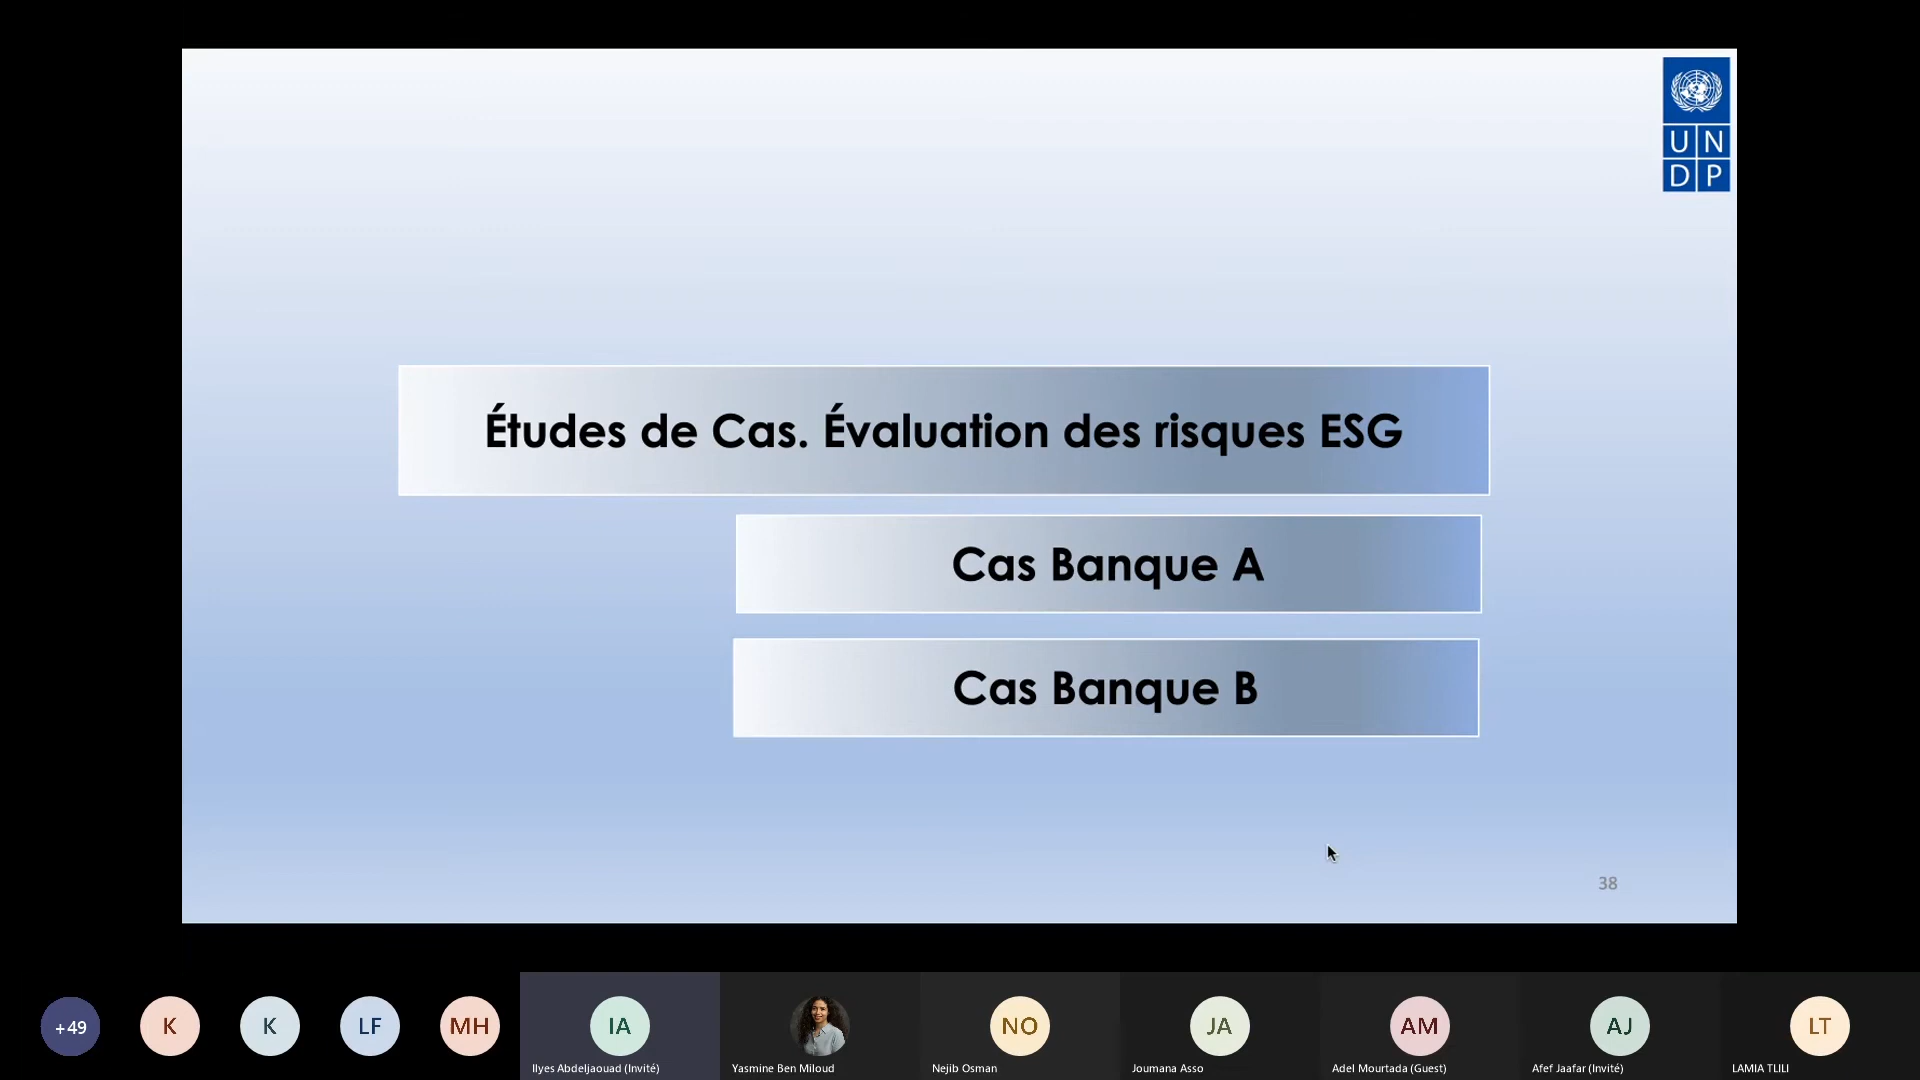 U N
D P
Études de Cas. Évaluation des risques ESG
Cas Banque A
Cas Banque B
38
+49
K
K
LF
MH
IA
NO
JA
AM
AJ
LT
Ilyes Abdeljaouad (Invité)
Yasmine Ben Miloud
Nejib Osman
Joumana Asso
Adel Mourtada (Guest)
Afef Jaafar (Invité)
LAMIA TLILI